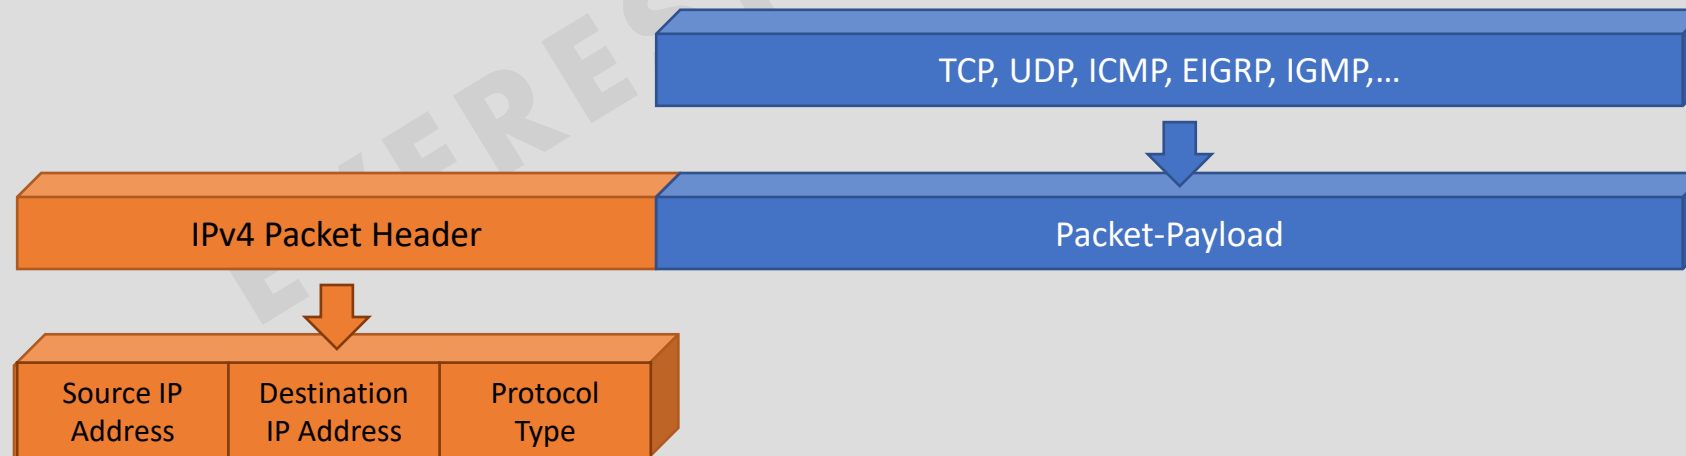 TCP, UDP, ICMP, EIGRP, IGMP,...
IPv4 Packet Header
Packet-Payload
Source IP
Address
Destination
IP Address
Protocol
Type